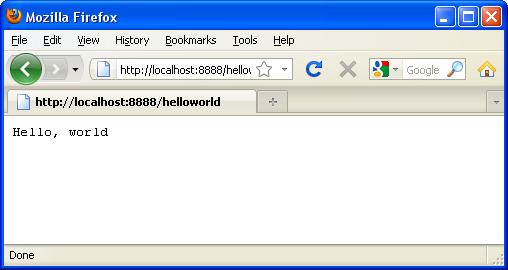 Mozilla Firefox
File Edit View History Bookmarks Tools Help
http://localhost:8888/hellow Google
http://localhost:8888/helloworld
Hello, world
Done